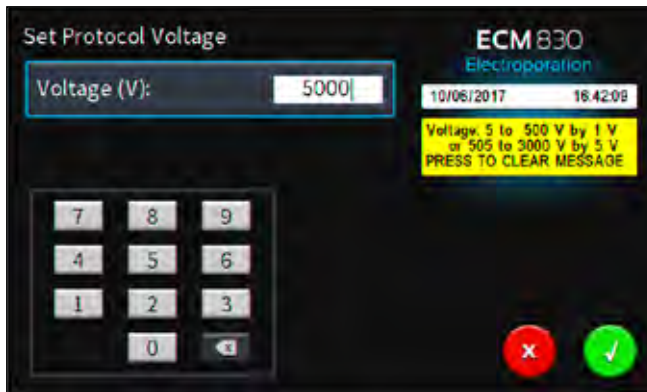 Set Protocol Voltage
Voltage (V): 5000
ECM 830
Electroporation
10/06/2017 16:42:09
Voltage: 5 to 500 V by 1 V
or 505 to 3000 V by 5 V
PRESS TO CLEAR MESSAGE
7 8 9
4 5 6
1 2 3
0 x
x